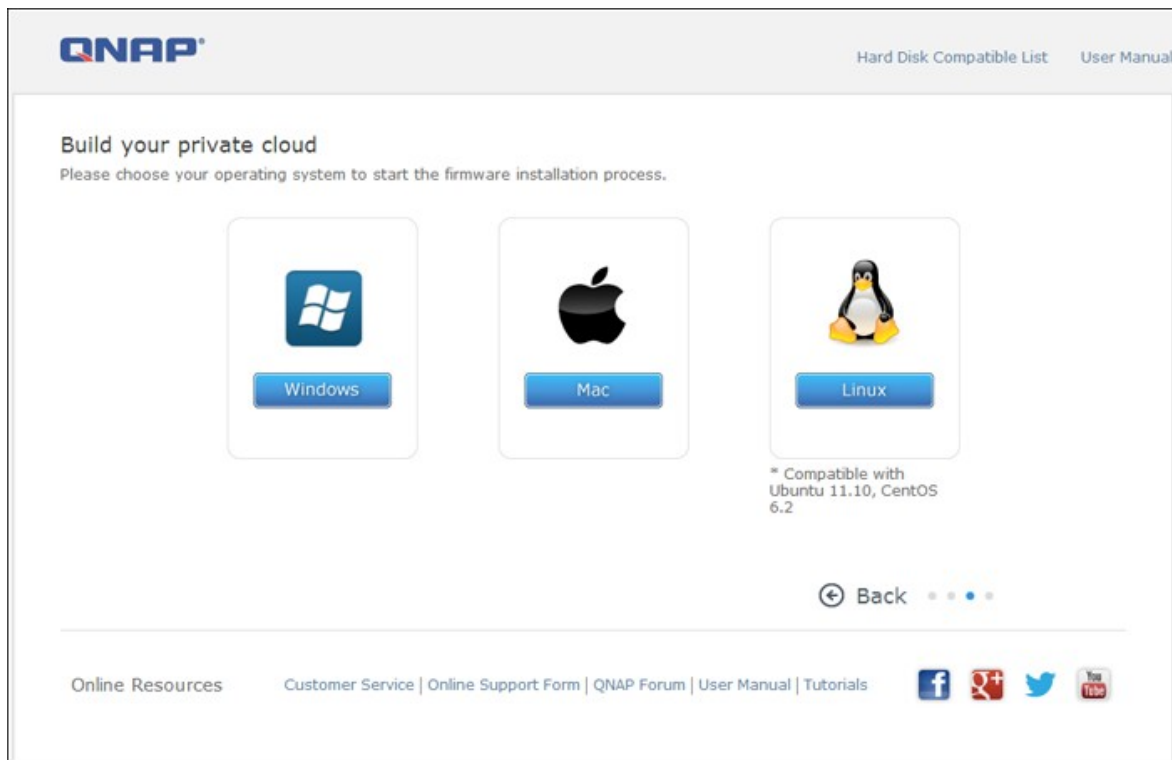 QNAP
Hard Disk Compatible List
User Manual
Build your private cloud
Please choose your operating system to start the firmware installation process.
Windows
Mac
Linux
* Compatible with
Ubuntu 11.10, CentOS
6.2
Back
Online Resources
Customer Service | Online Support Form | QNAP Forum | User Manual | Tutorials
f
g+
You
Tube